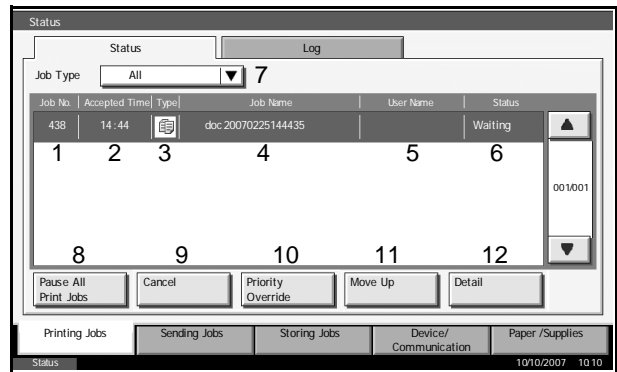 Status
Status Log
Job Type All 7
Job No. Accepted Time Type Job Name User Name Status
438 14:44 doc 20070225144435 Waiting
1 2 3 4 5 6
001/001
8 9 10 11 12
Pause All Print Jobs Cancel Priority Override Move Up Detail
Printing Jobs Sending Jobs Storing Jobs Device/ Communication Paper /Supplies
Status 10/10/2007 10 10